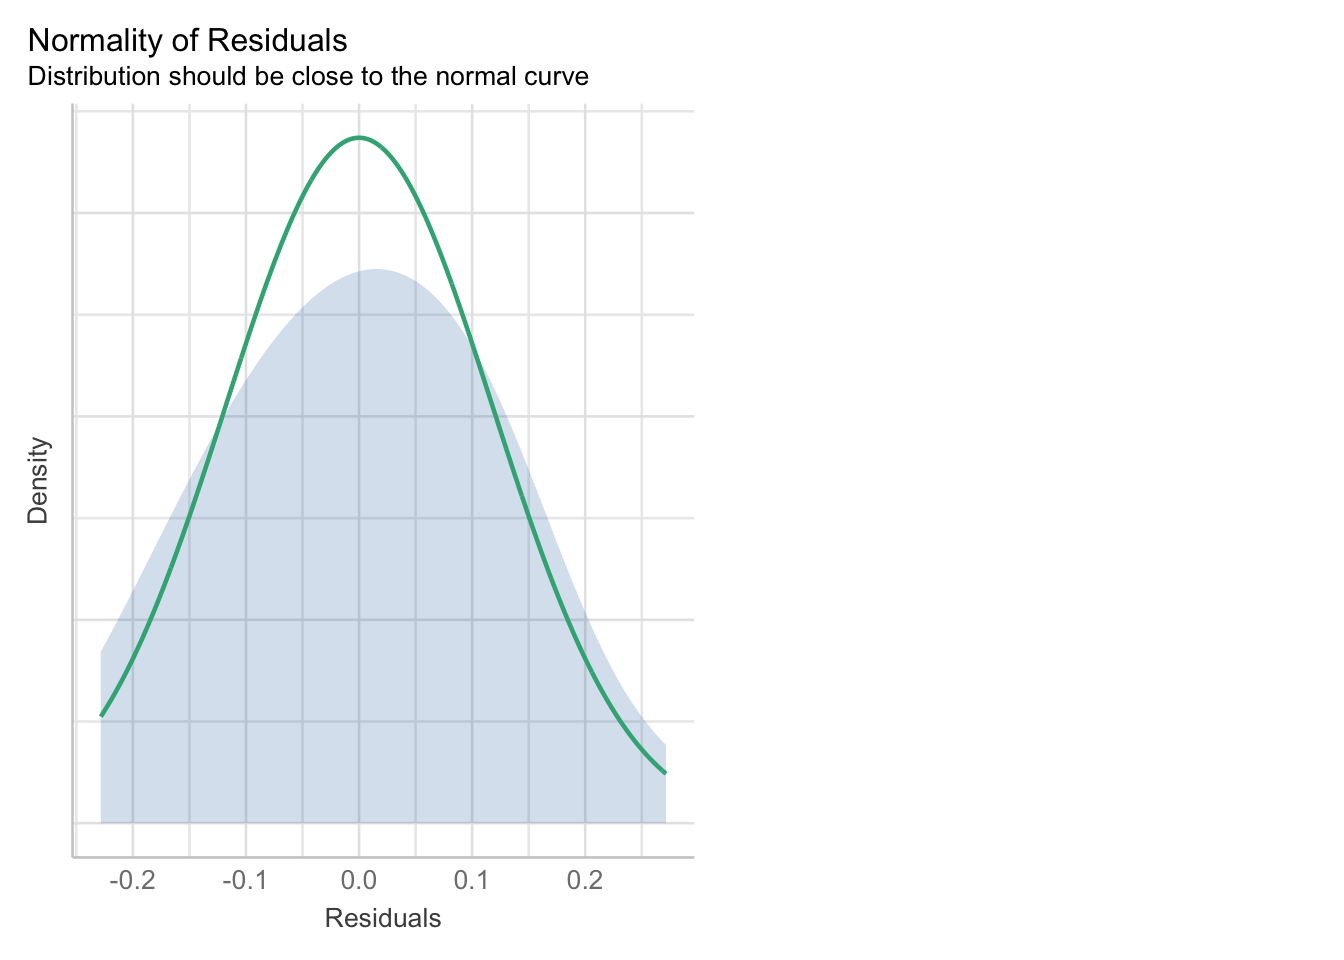 Normality of Residuals
Distribution should be close to the normal curve
Density
-0.2 -0.1 0.0 0.1 0.2
Residuals